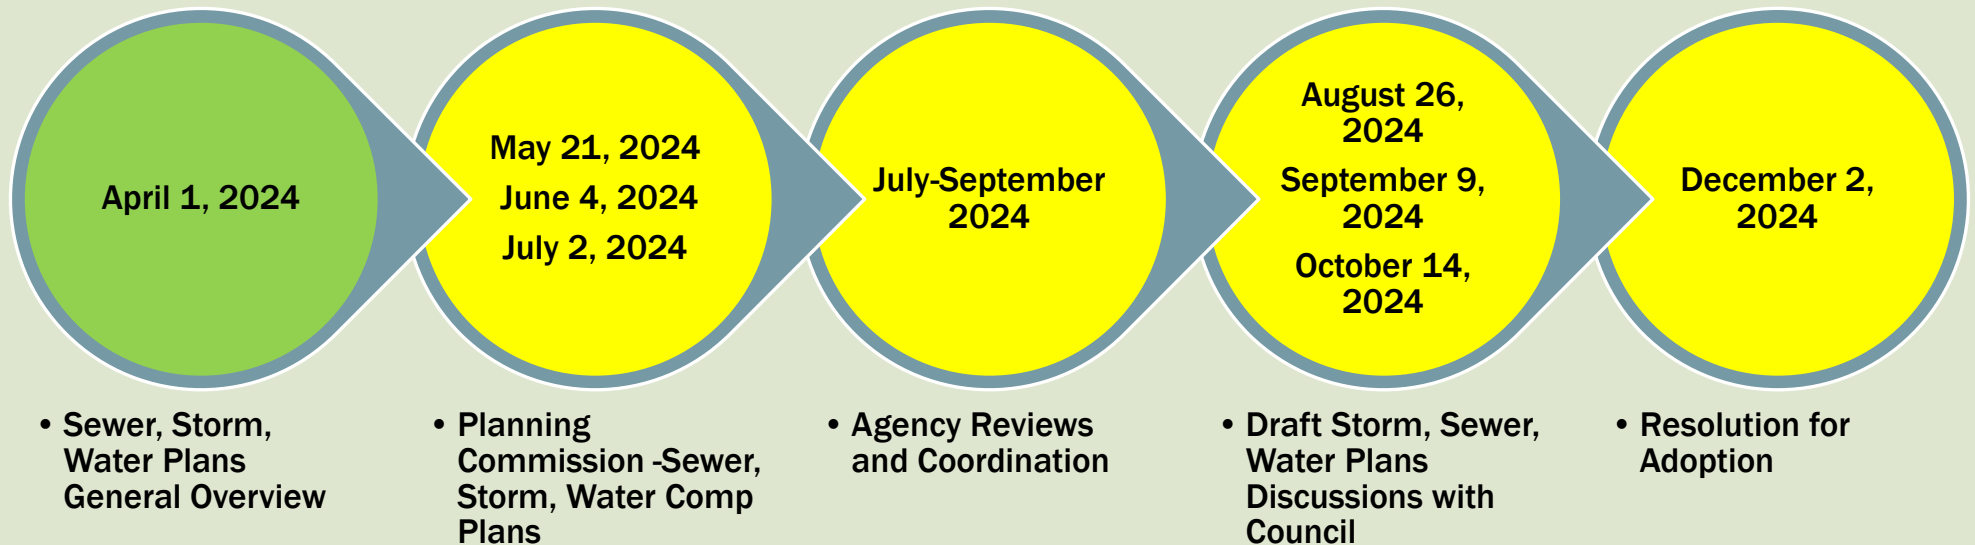 April 1, 2024
May 21, 2024
June 4, 2024
July 2, 2024
July-September
2024
August 26,
2024
September 9,
2024
October 14,
2024
December 2,
2024
• Sewer, Storm,
Water Plans
General Overview
• Planning
Commission -Sewer,
Storm, Water Comp
Plans
• Agency Reviews
and Coordination
• Draft Storm, Sewer,
Water Plans
Discussions with
Council
• Resolution for
Adoption